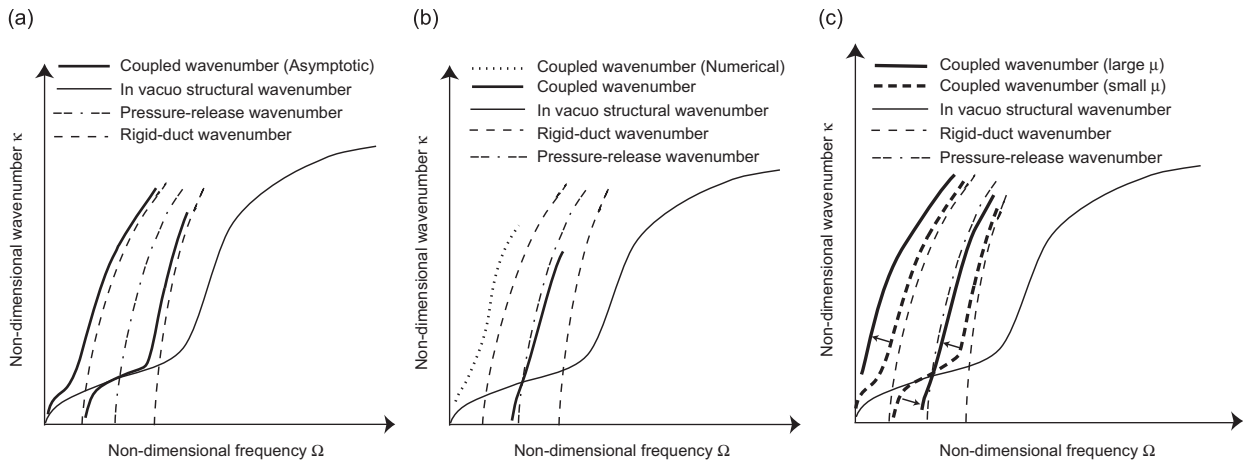 (a)
Coupled wavenumber (Asymptotic)
In vacuo structural wavenumber
Pressure-release wavenumber
Rigid-duct wavenumber
Non-dimensional wavenumber κ
Non-dimensional frequency Ω
(b)
Coupled wavenumber (Numerical)
Coupled wavenumber
In vacuo structural wavenumber
Rigid-duct wavenumber
Pressure-release wavenumber
Non-dimensional wavenumber κ
Non-dimensional frequency Ω
(c)
Coupled wavenumber (large μ)
Coupled wavenumber (small μ)
In vacuo structural wavenumber
Rigid-duct wavenumber
Pressure-release wavenumber
Non-dimensional wavenumber κ
Non-dimensional frequency Ω